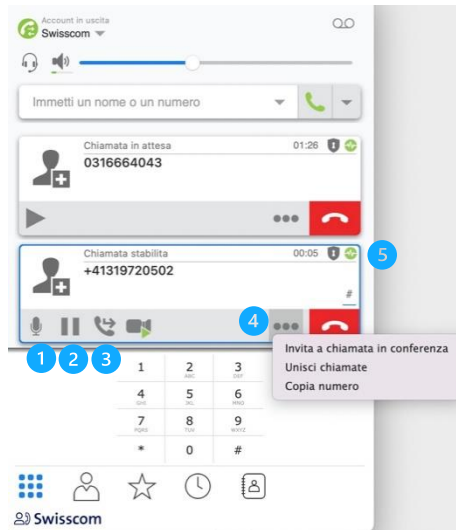 Account in uscita
Swisscom
Immetti un nome o un numero
Chiamata in attesa 01:26
0316664043
Chiamata stabilita 00:05
+41319720502
#
5
4
1 2 3
Invita a chiamata in conferenza
Unisci chiamate
Copia numero
1 2 3
ABC DEF
4 5 6
GHI JKL MNO
7 8 9
PQRS TUV WXYZ
* 0 #
Swisscom